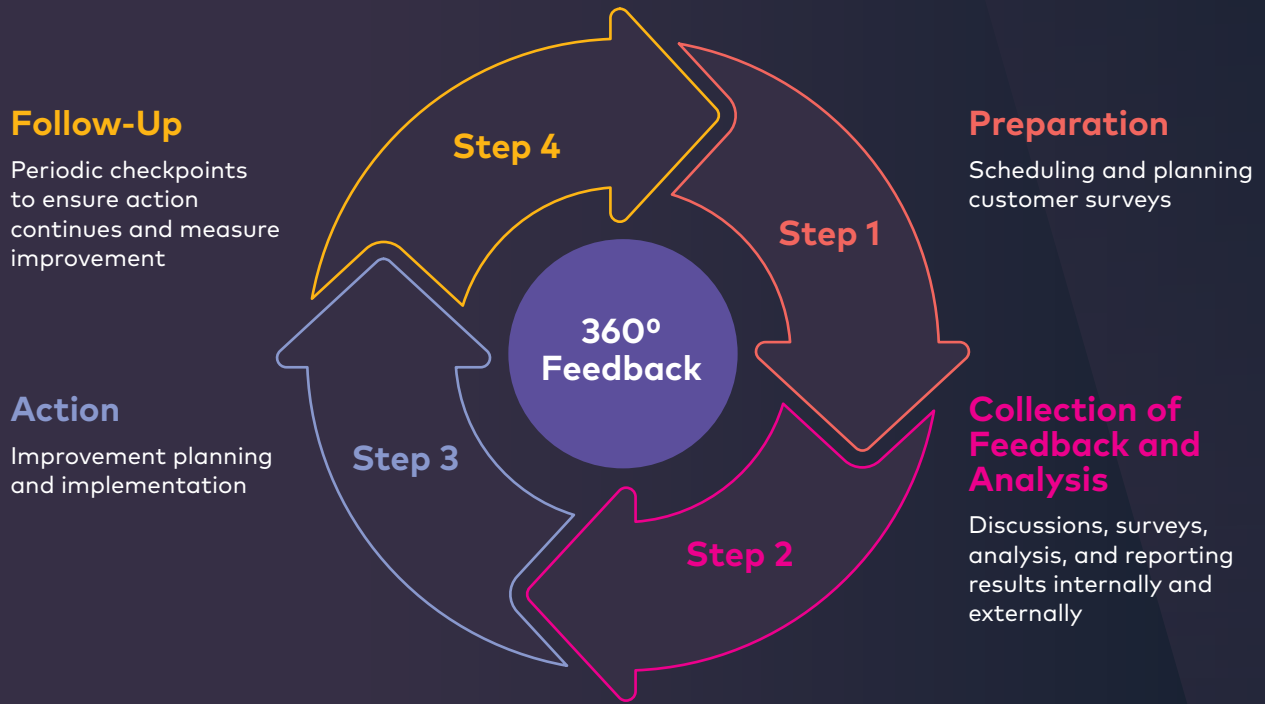 Follow-Up
Periodic checkpoints
to ensure action
continues and measure
improvement
Action
Improvement planning
and implementation
Step 4
Step 1
360º
Feedback
Step 3
Step 2
Preparation
Scheduling and planning
customer surveys
Collection of
Feedback and
Analysis
Discussions, surveys,
analysis, and reporting
results internally and
externally